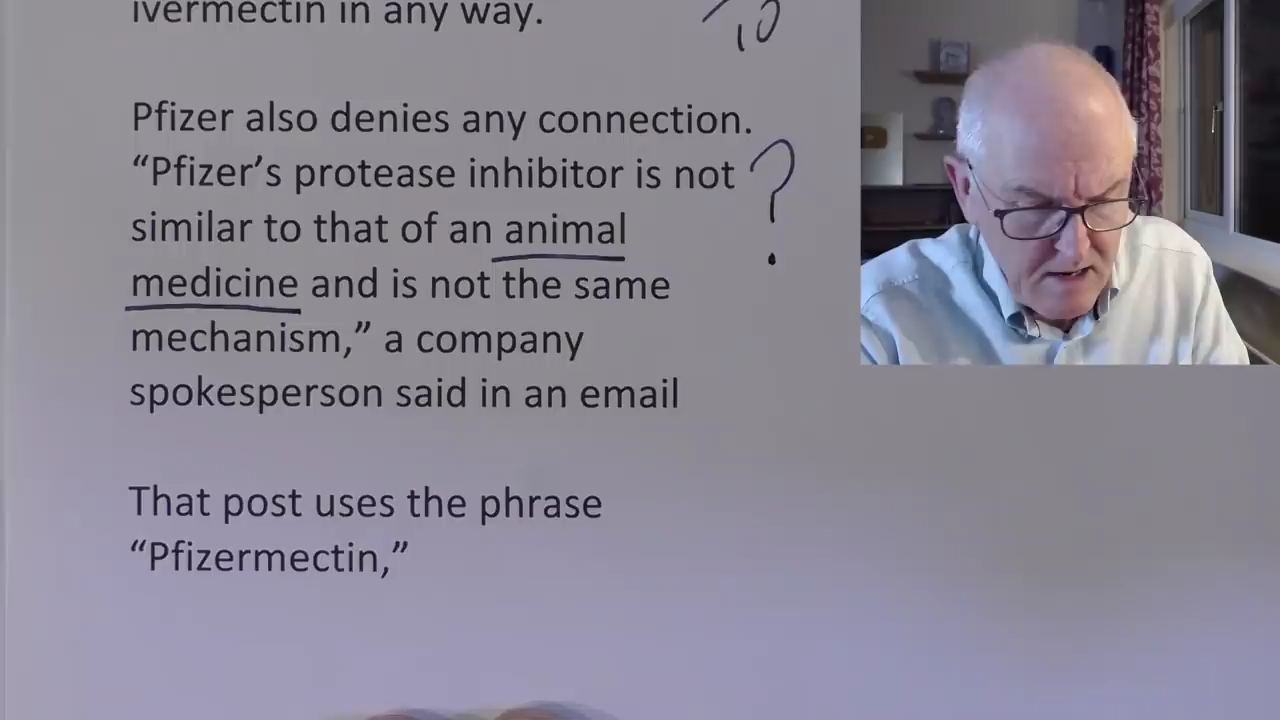 ivermectin in any way.
10
Pfizer also denies any connection.
“Pfizer’s protease inhibitor is not
?
similar to that of an animal
medicine and is not the same
mechanism,” a company
spokesperson said in an email
That post uses the phrase
“Pfizermectin,”